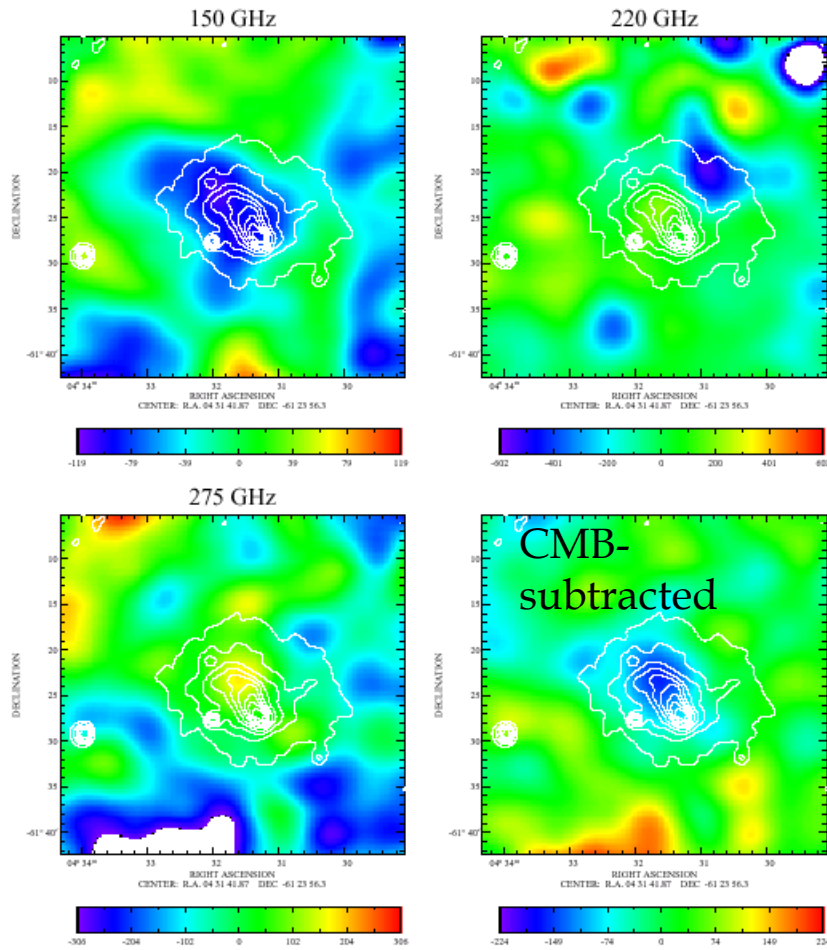 150 GHz
10
15
20
25
30
35
-61° 40'
DECLINATION
04ʰ 34ᵐ 33 32 31 30
RIGHT ASCENSION
CENTER: R.A. 04 31 41.87 DEC -61 23 56.3
-119 -79 -39 0 39 79 119
220 GHz
10
15
20
25
30
35
-61° 40'
DECLINATION
04ʰ 34ᵐ 33 32 31 30
RIGHT ASCENSION
CENTER: R.A. 04 31 41.87 DEC -61 23 56.3
-602 -401 -200 0 200 401
275 GHz
10
15
20
25
30
35
-61° 40'
DECLINATION
04ʰ 34ᵐ 33 32 31 30
RIGHT ASCENSION
CENTER: R.A. 04 31 41.87 DEC -61 23 56.3
-306 -204 -102 0 102 204 306
CMB-
subtracted
10
15
20
25
30
35
-61° 40'
DECLINATION
04ʰ 34ᵐ 33 32 31 30
RIGHT ASCENSION
CENTER: R.A. 04 31 41.87 DEC -61 23 56.3
-224 -149 -74 0 74 149